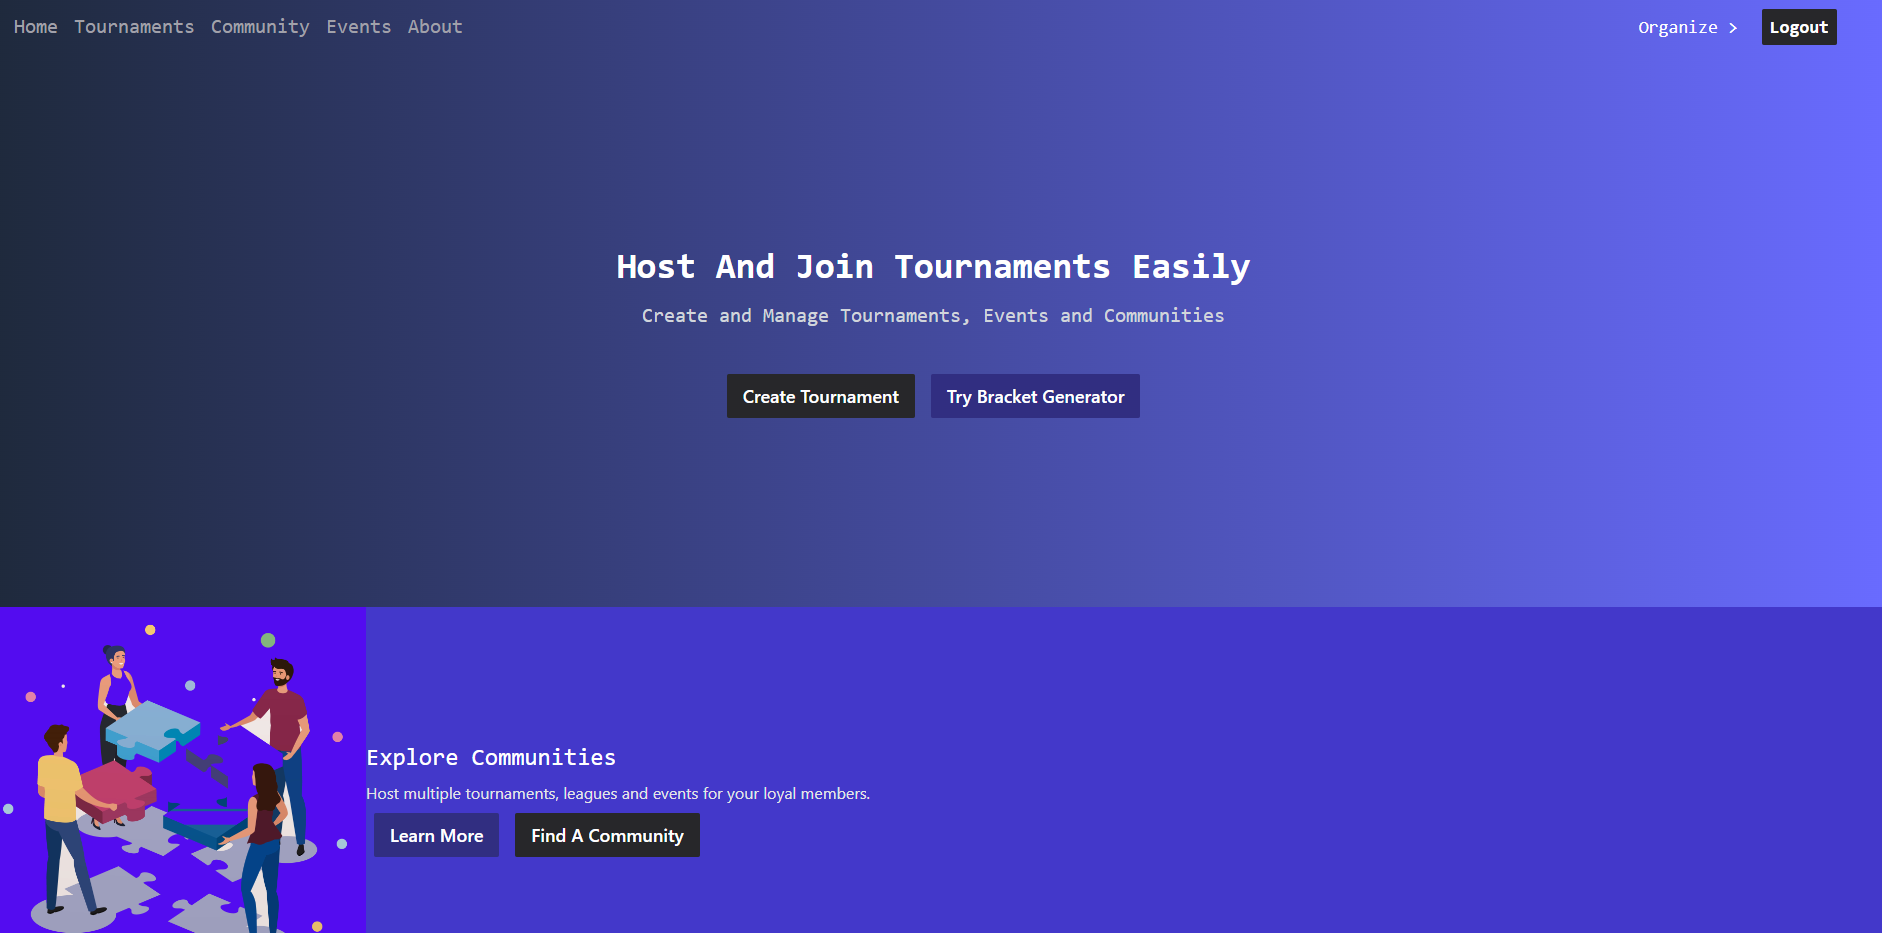 Home Tournaments Community Events About Organize > Logout
Host And Join Tournaments Easily
Create and Manage Tournaments, Events and Communities
Create Tournament Try Bracket Generator
Explore Communities
Host multiple tournaments, leagues and events for your loyal members.
Learn More Find A Community